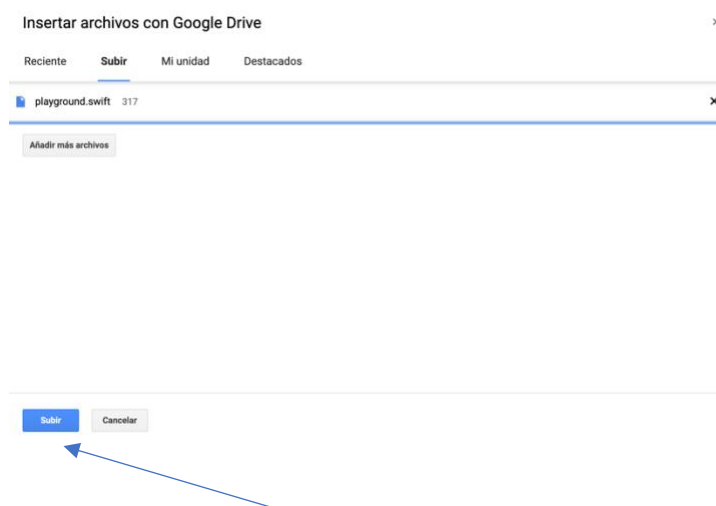 Insertar archivos con Google Drive
Reciente Subir Mi unidad Destacados
playground.swift 317
Añadir más archivos
Subir Cancelar